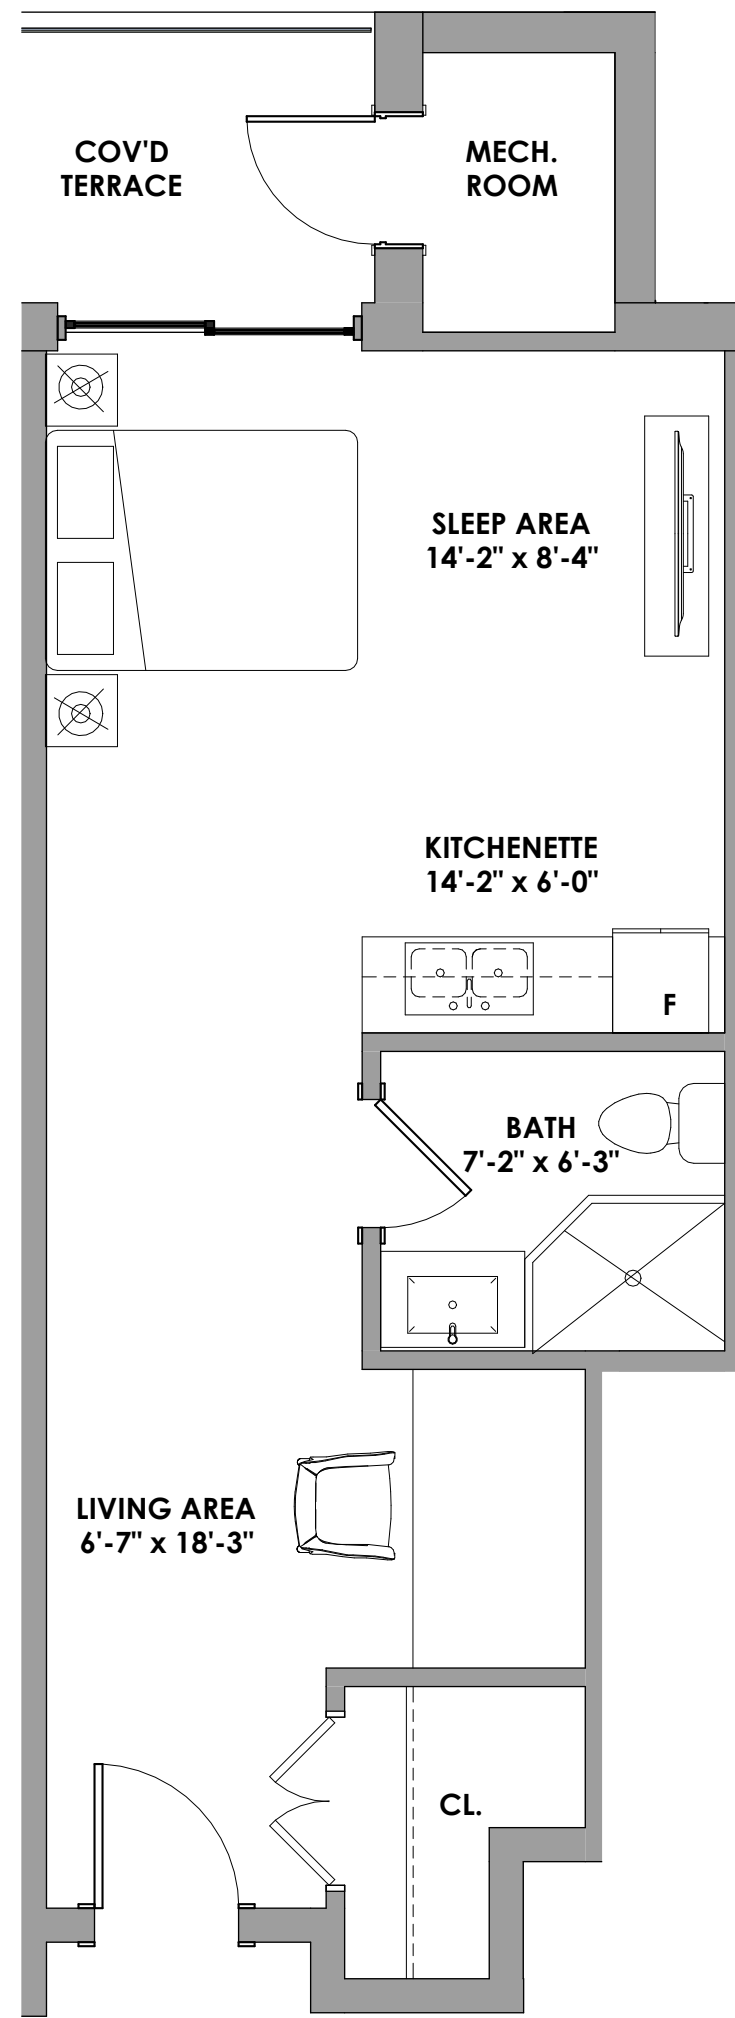 COV'D
TERRACE
MECH.
ROOM
SLEEP AREA
14'-2" x 8'-4"
KITCHENETTE
14'-2" x 6'-0"
F
BATH
7'-2" x 6'-3"
LIVING AREA
6'-7" x 18'-3"
CL.